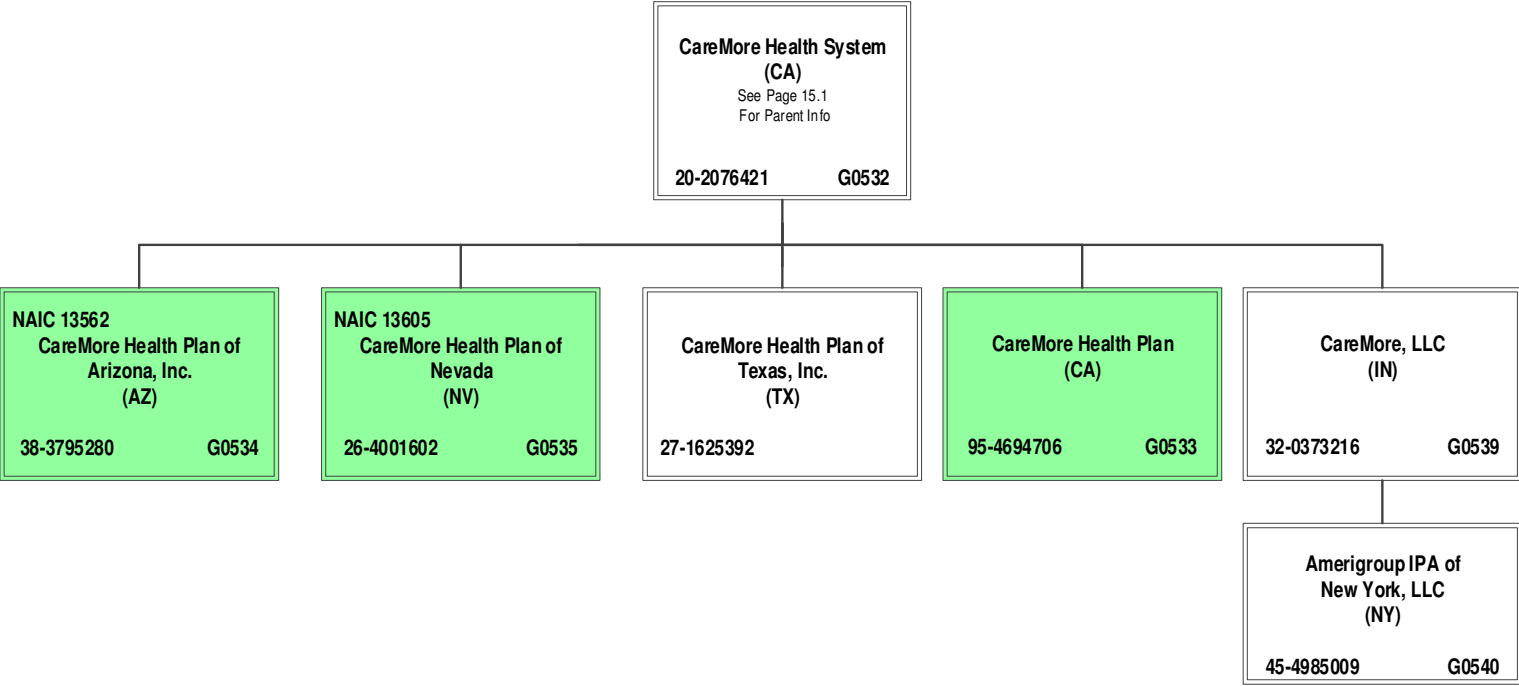 CareMore Health System
(CA)
See Page 15.1
For Parent Info
20-2076421 G0532
NAIC 13562
CareMore Health Plan of
Arizona, Inc.
(AZ)
38-3795280 G0534
NAIC 13605
CareMore Health Plan of
Nevada
(NV)
26-4001602 G0535
CareMore Health Plan of
Texas, Inc.
(TX)
27-1625392
CareMore Health Plan
(CA)
95-4694706 G0533
CareMore, LLC
(IN)
32-0373216 G0539
Amerigroup IPA of
New York, LLC
(NY)
45-4985009 G0540